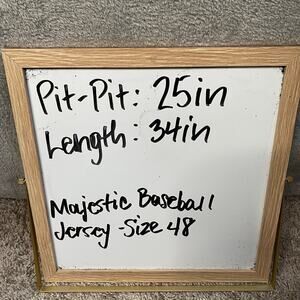 Pit-Pit: 25in
Length: 34in
Majestic Baseball
Jersey -Size 48